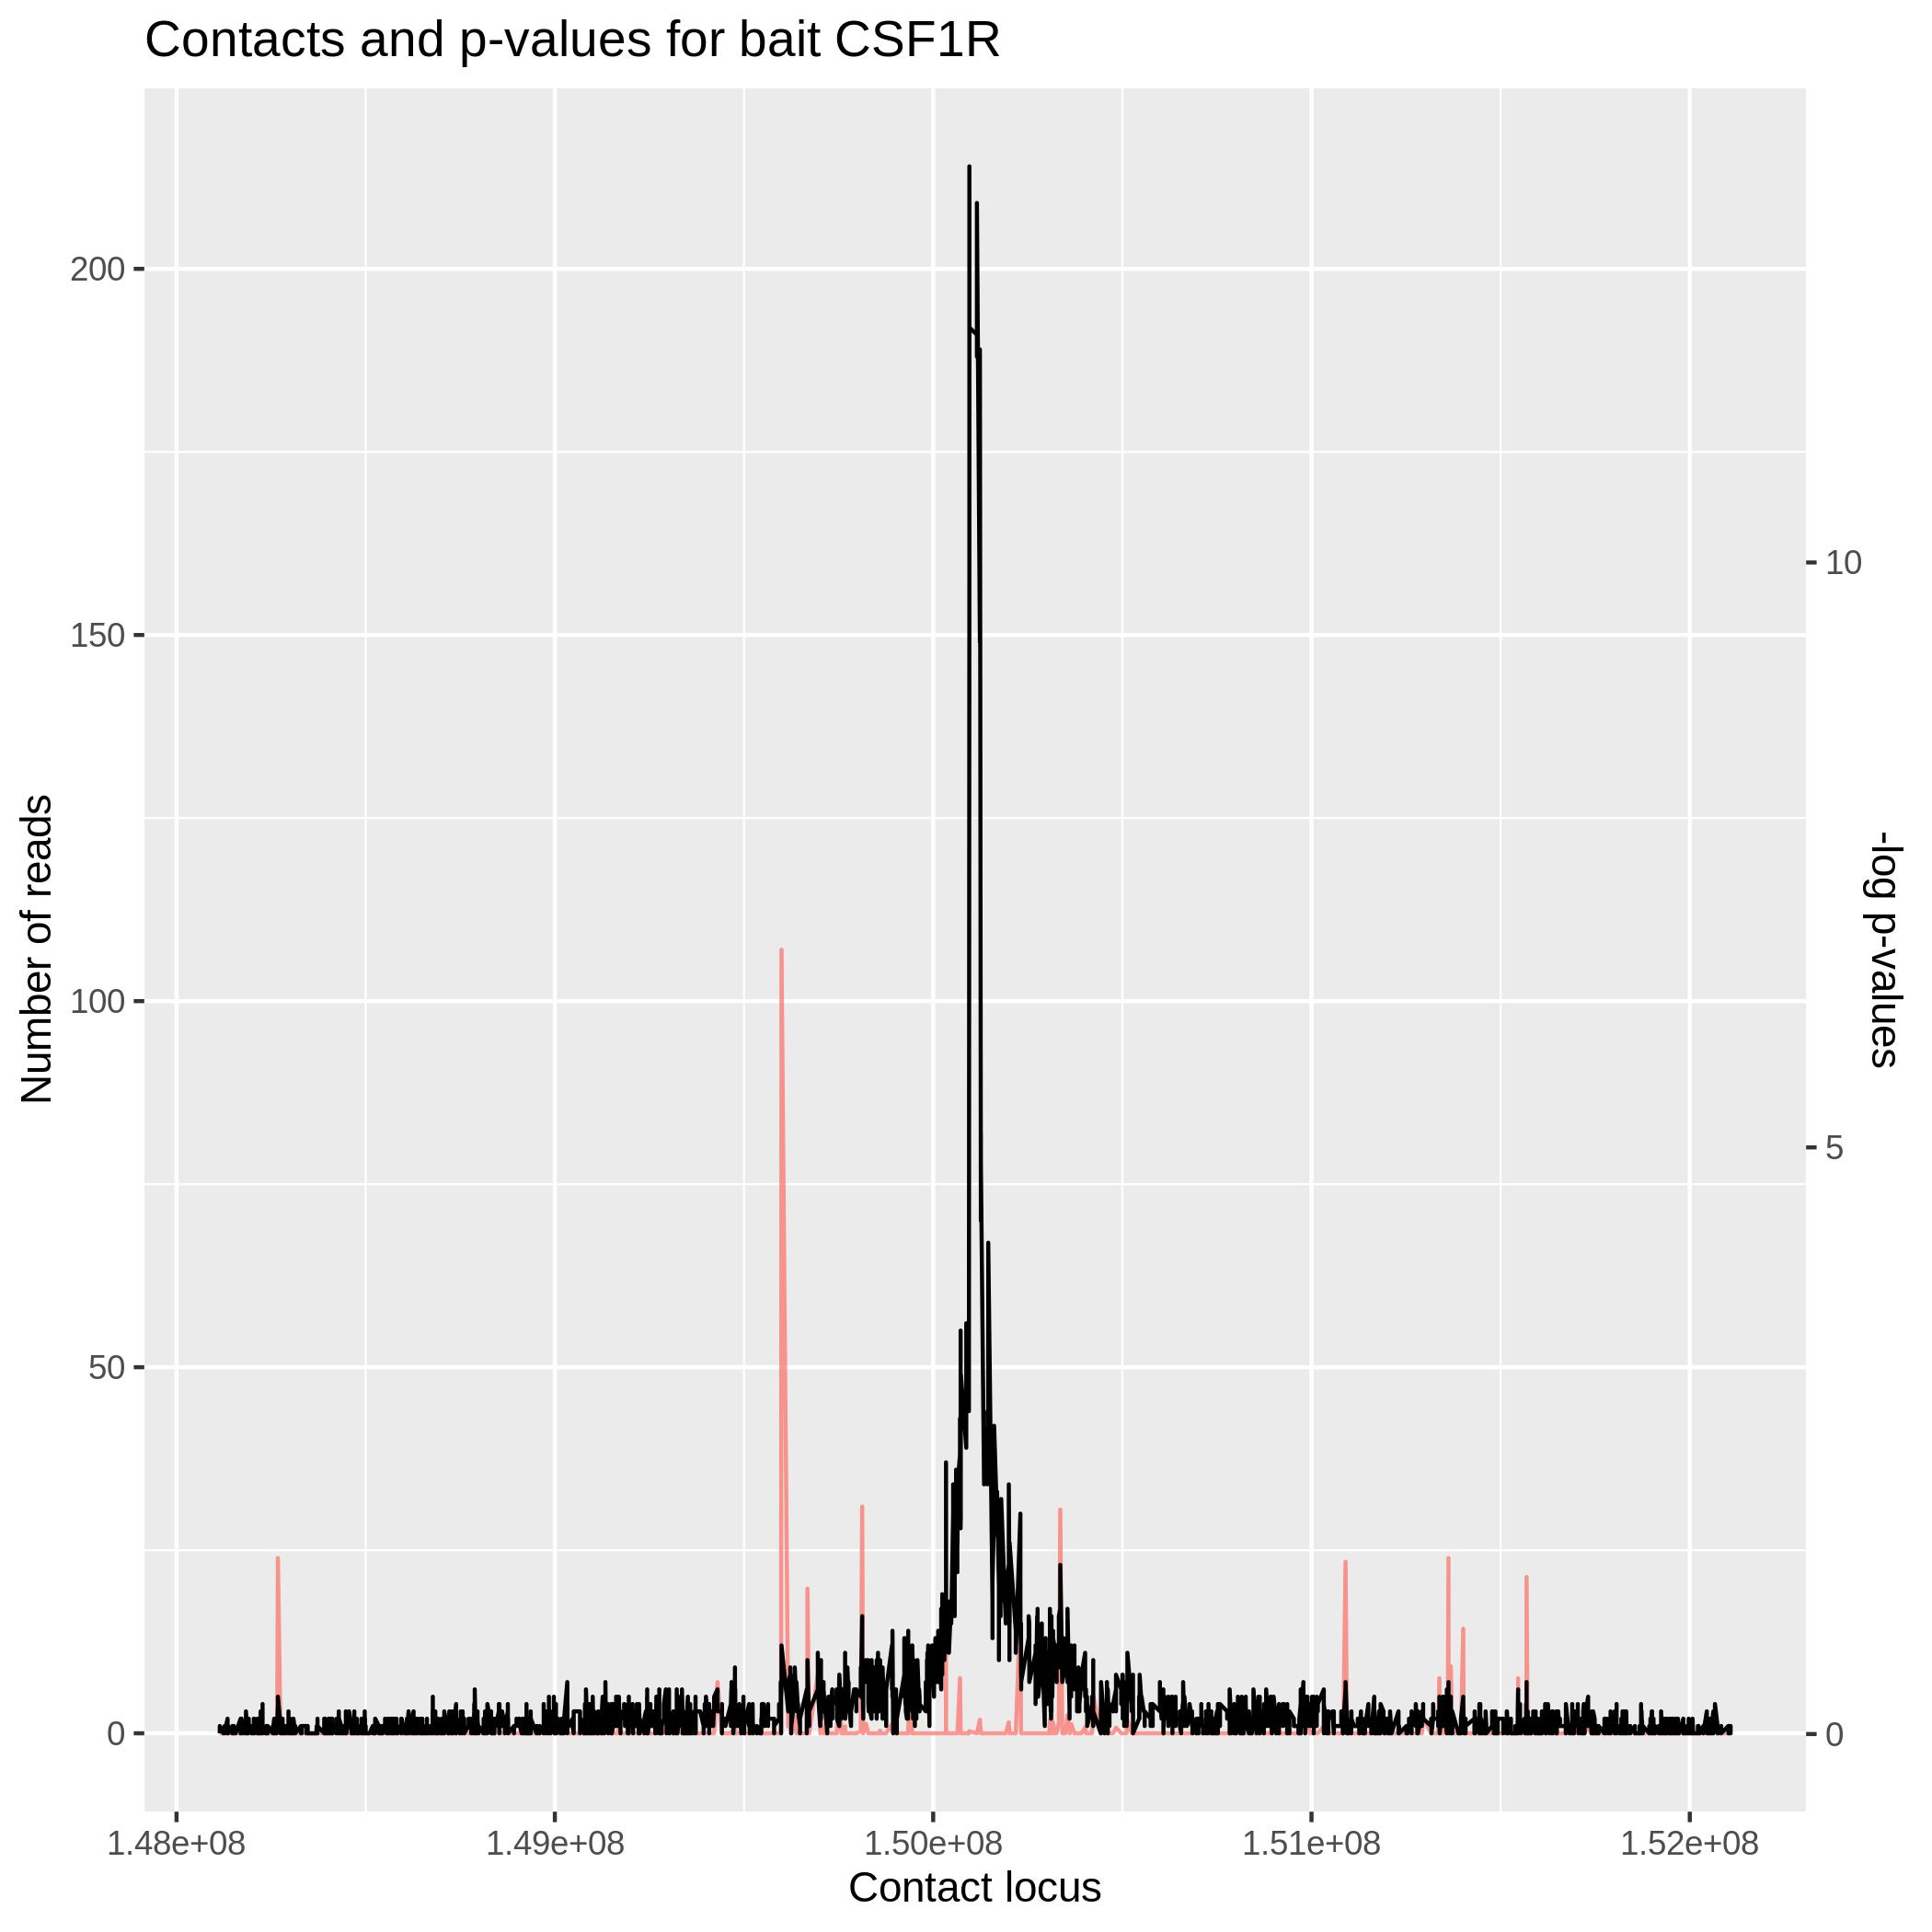 Contacts and p-values for bait CSF1R
200
150
100
50
0
Number of reads
10
5
0
-log p-values
1.48e+08
1.49e+08
1.50e+08
1.51e+08
1.52e+08
Contact locus